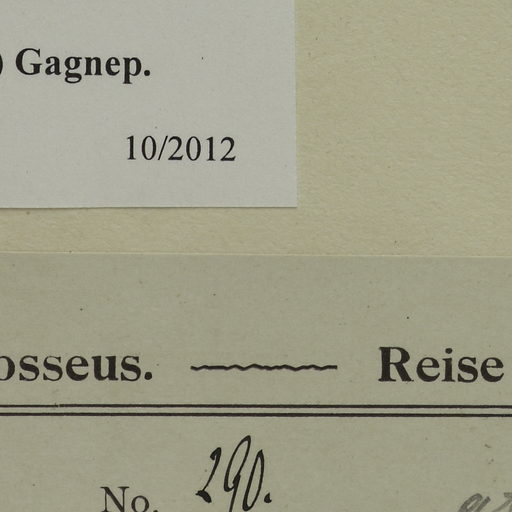 ) Gagnep.
10/2012
osseus. Reise
No. 290.